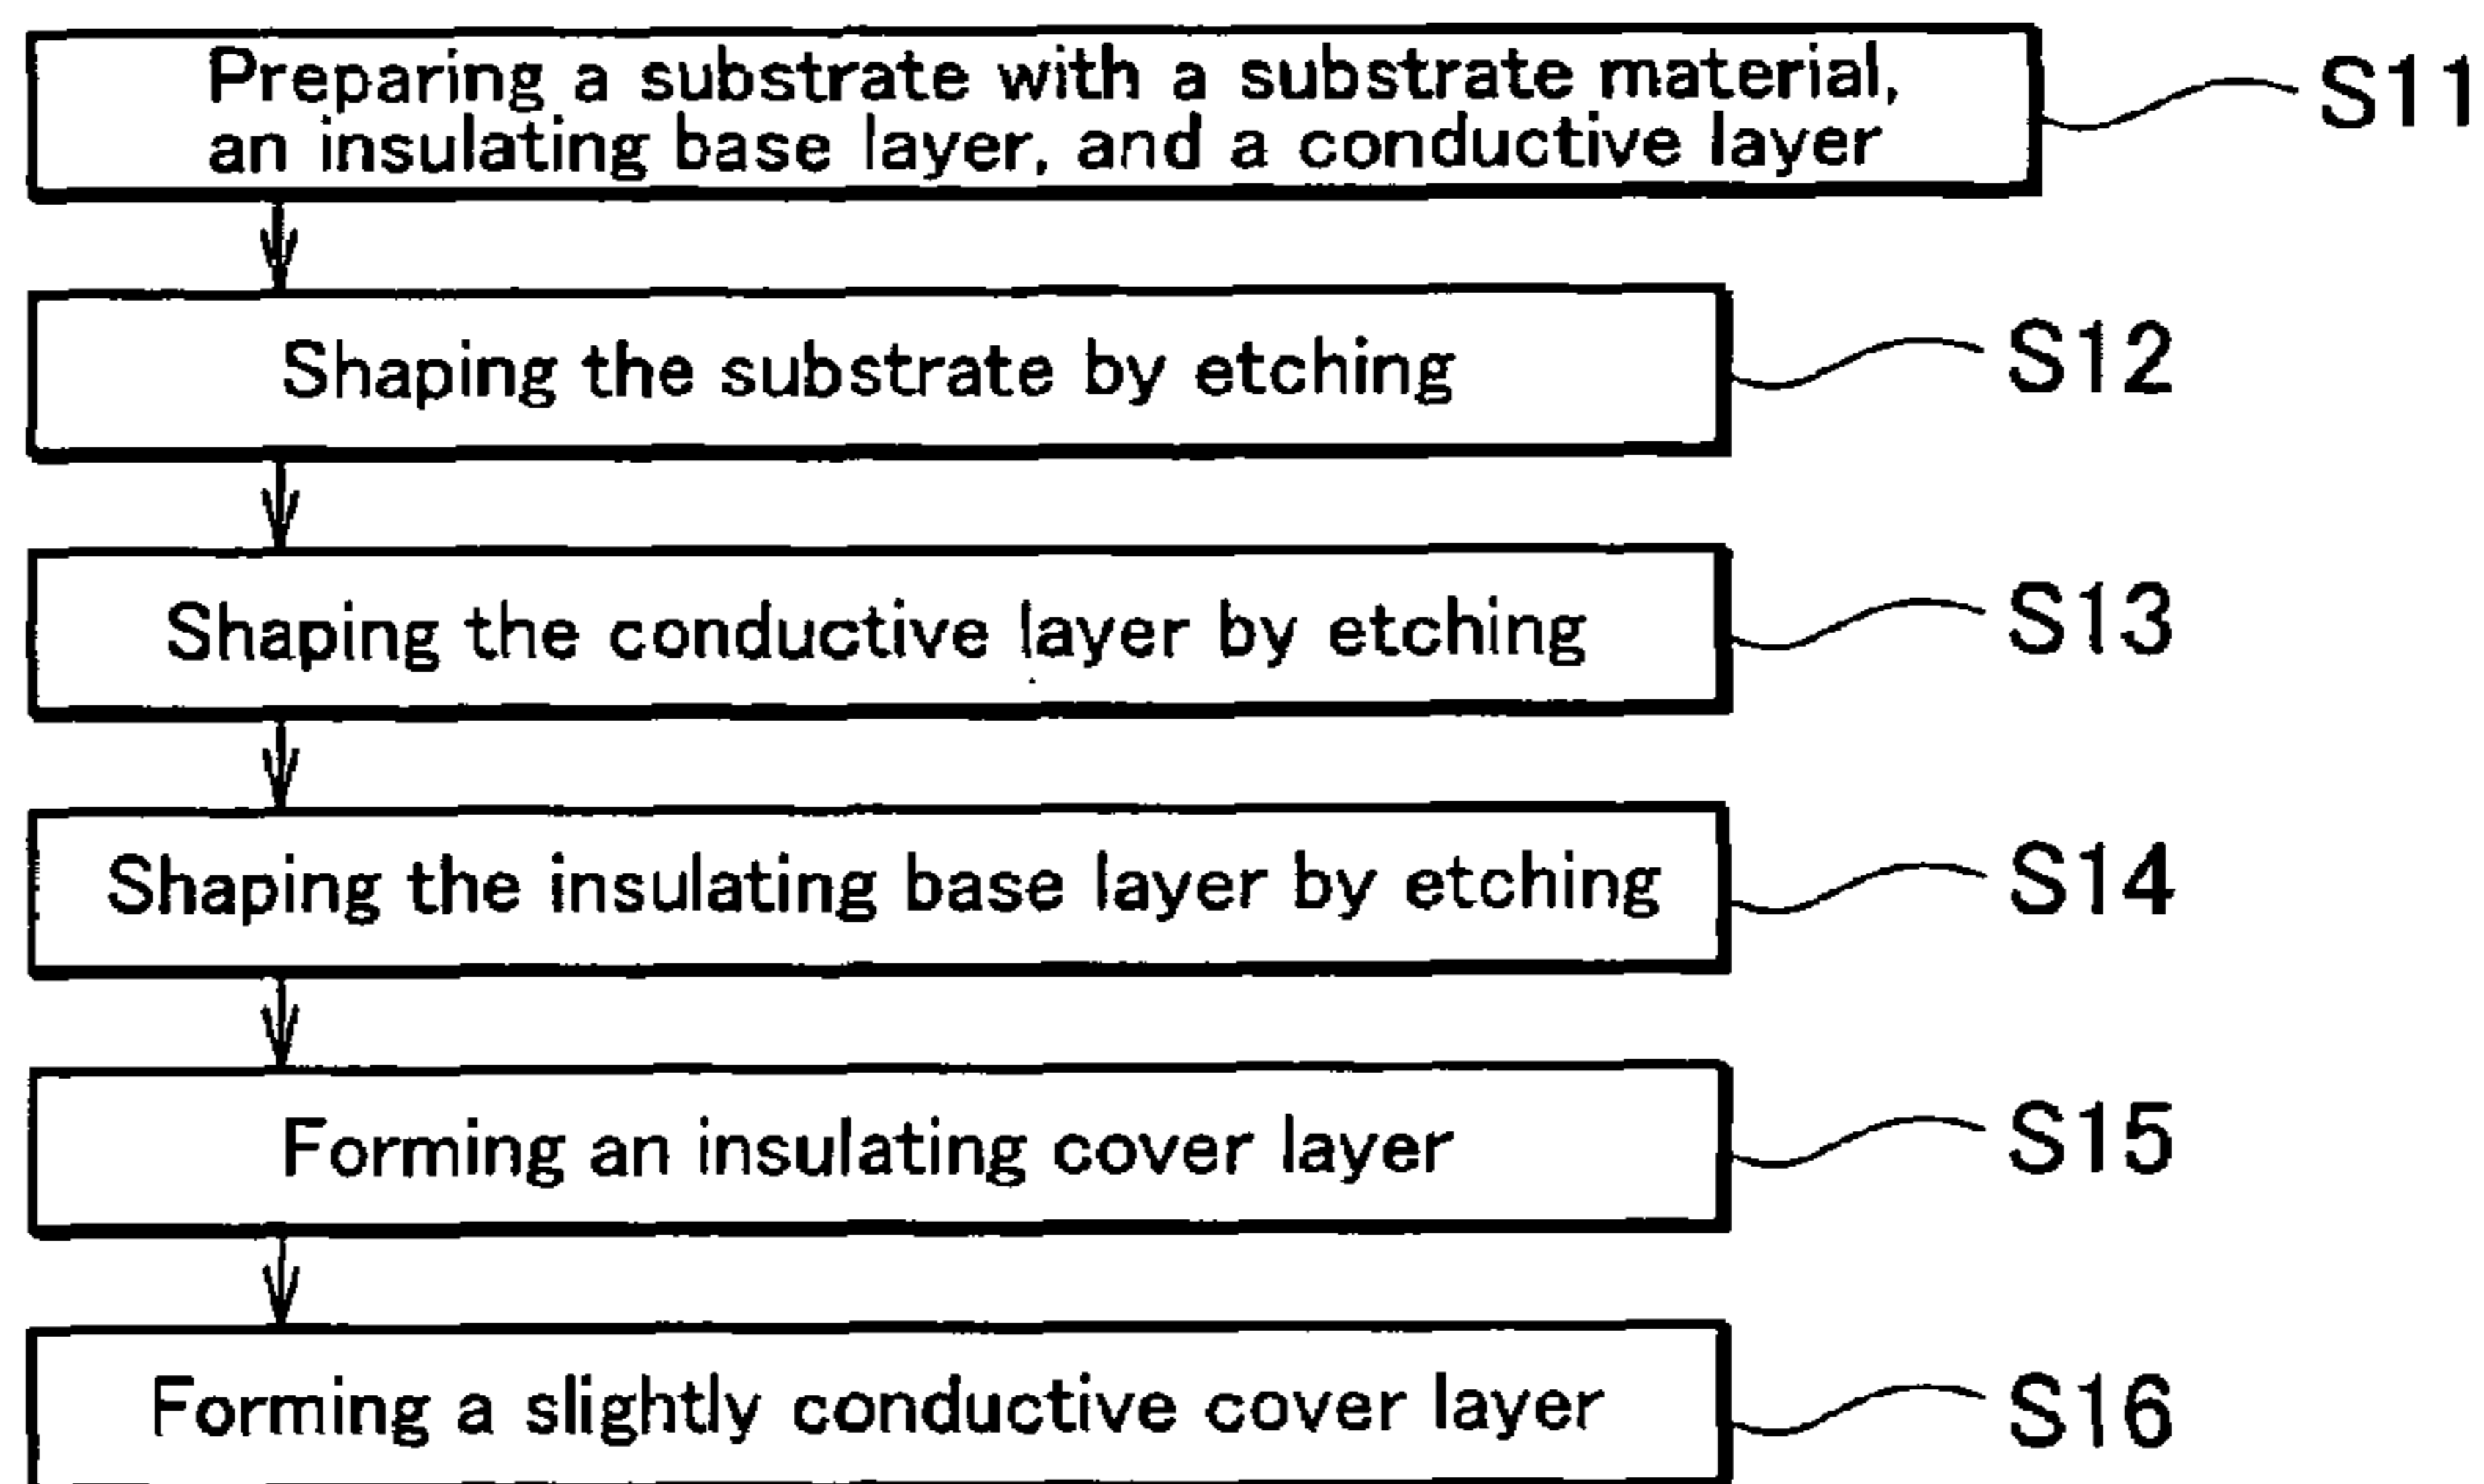 Preparing a substrate with a substrate material,
an insulating base layer, and a conductive layer
S11
Shaping the substrate by etching
S12
Shaping the conductive layer by etching
S13
Shaping the insulating base layer by etching
S14
Forming an insulating cover layer
S15
Forming a slightly conductive cover layer
S16